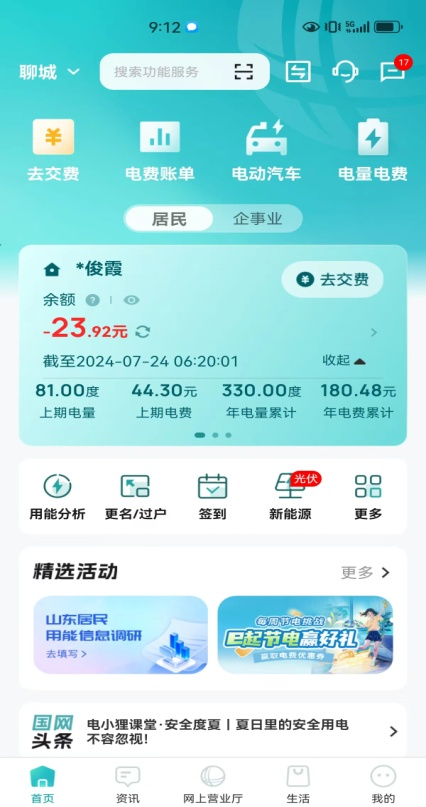 9:12 5G
聊城 搜索功能服务 17
去交费 电费账单 电动汽车 电量电费
居民 企事业
*俊霞 去交费
余额 ?
-23.92元
截至2024-07-24 06:20:01 收起
81.00度 44.30元 330.00度 180.48元
上期电量 上期电费 年电量累计 年电费累计
光伏
用能分析 更名/过户 签到 新能源 更多
精选活动 更多
山东居民
用能信息调研
去填写
每周节电挑战
E起节电赢好礼
赢取电费优惠券
国网
头条
电小狸课堂·安全度夏丨夏日里的安全用电
不容忽视!
首页 资讯 网上营业厅 生活 我的